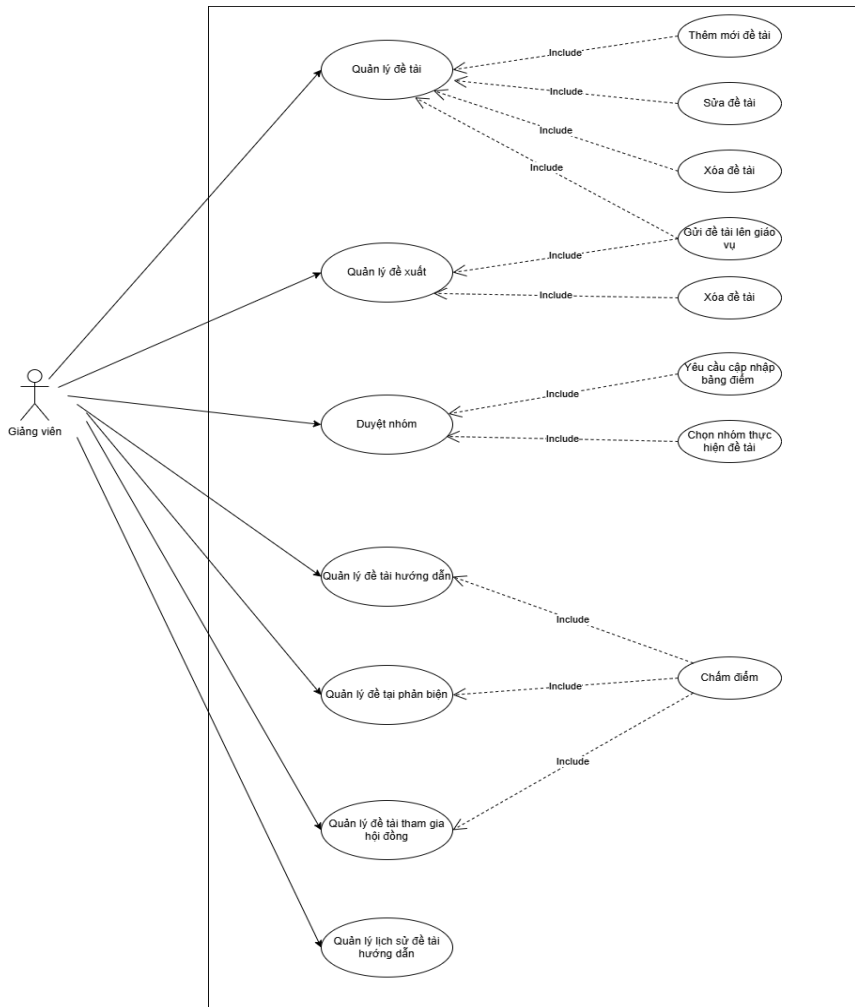 Thêm mới đề tài
Include
Quản lý đề tài
Include
Sửa đề tài
Include
Include
Xóa đề tài
Gửi đề tài lên giáo
vụ
Include
Quản lý đề xuất
Include
Xóa đề tài
Yêu cầu cập nhập
bảng điểm
Include
Duyệt nhóm
Include
Chọn nhóm thực
hiện đề tài
Giảng viên
Quản lý đề tài hướng dẫn
Include
Chấm điểm
Include
Quản lý đề tại phản biện
Include
Quản lý đề tài tham gia
hội đồng
Quản lý lịch sử đề tài
hướng dẫn